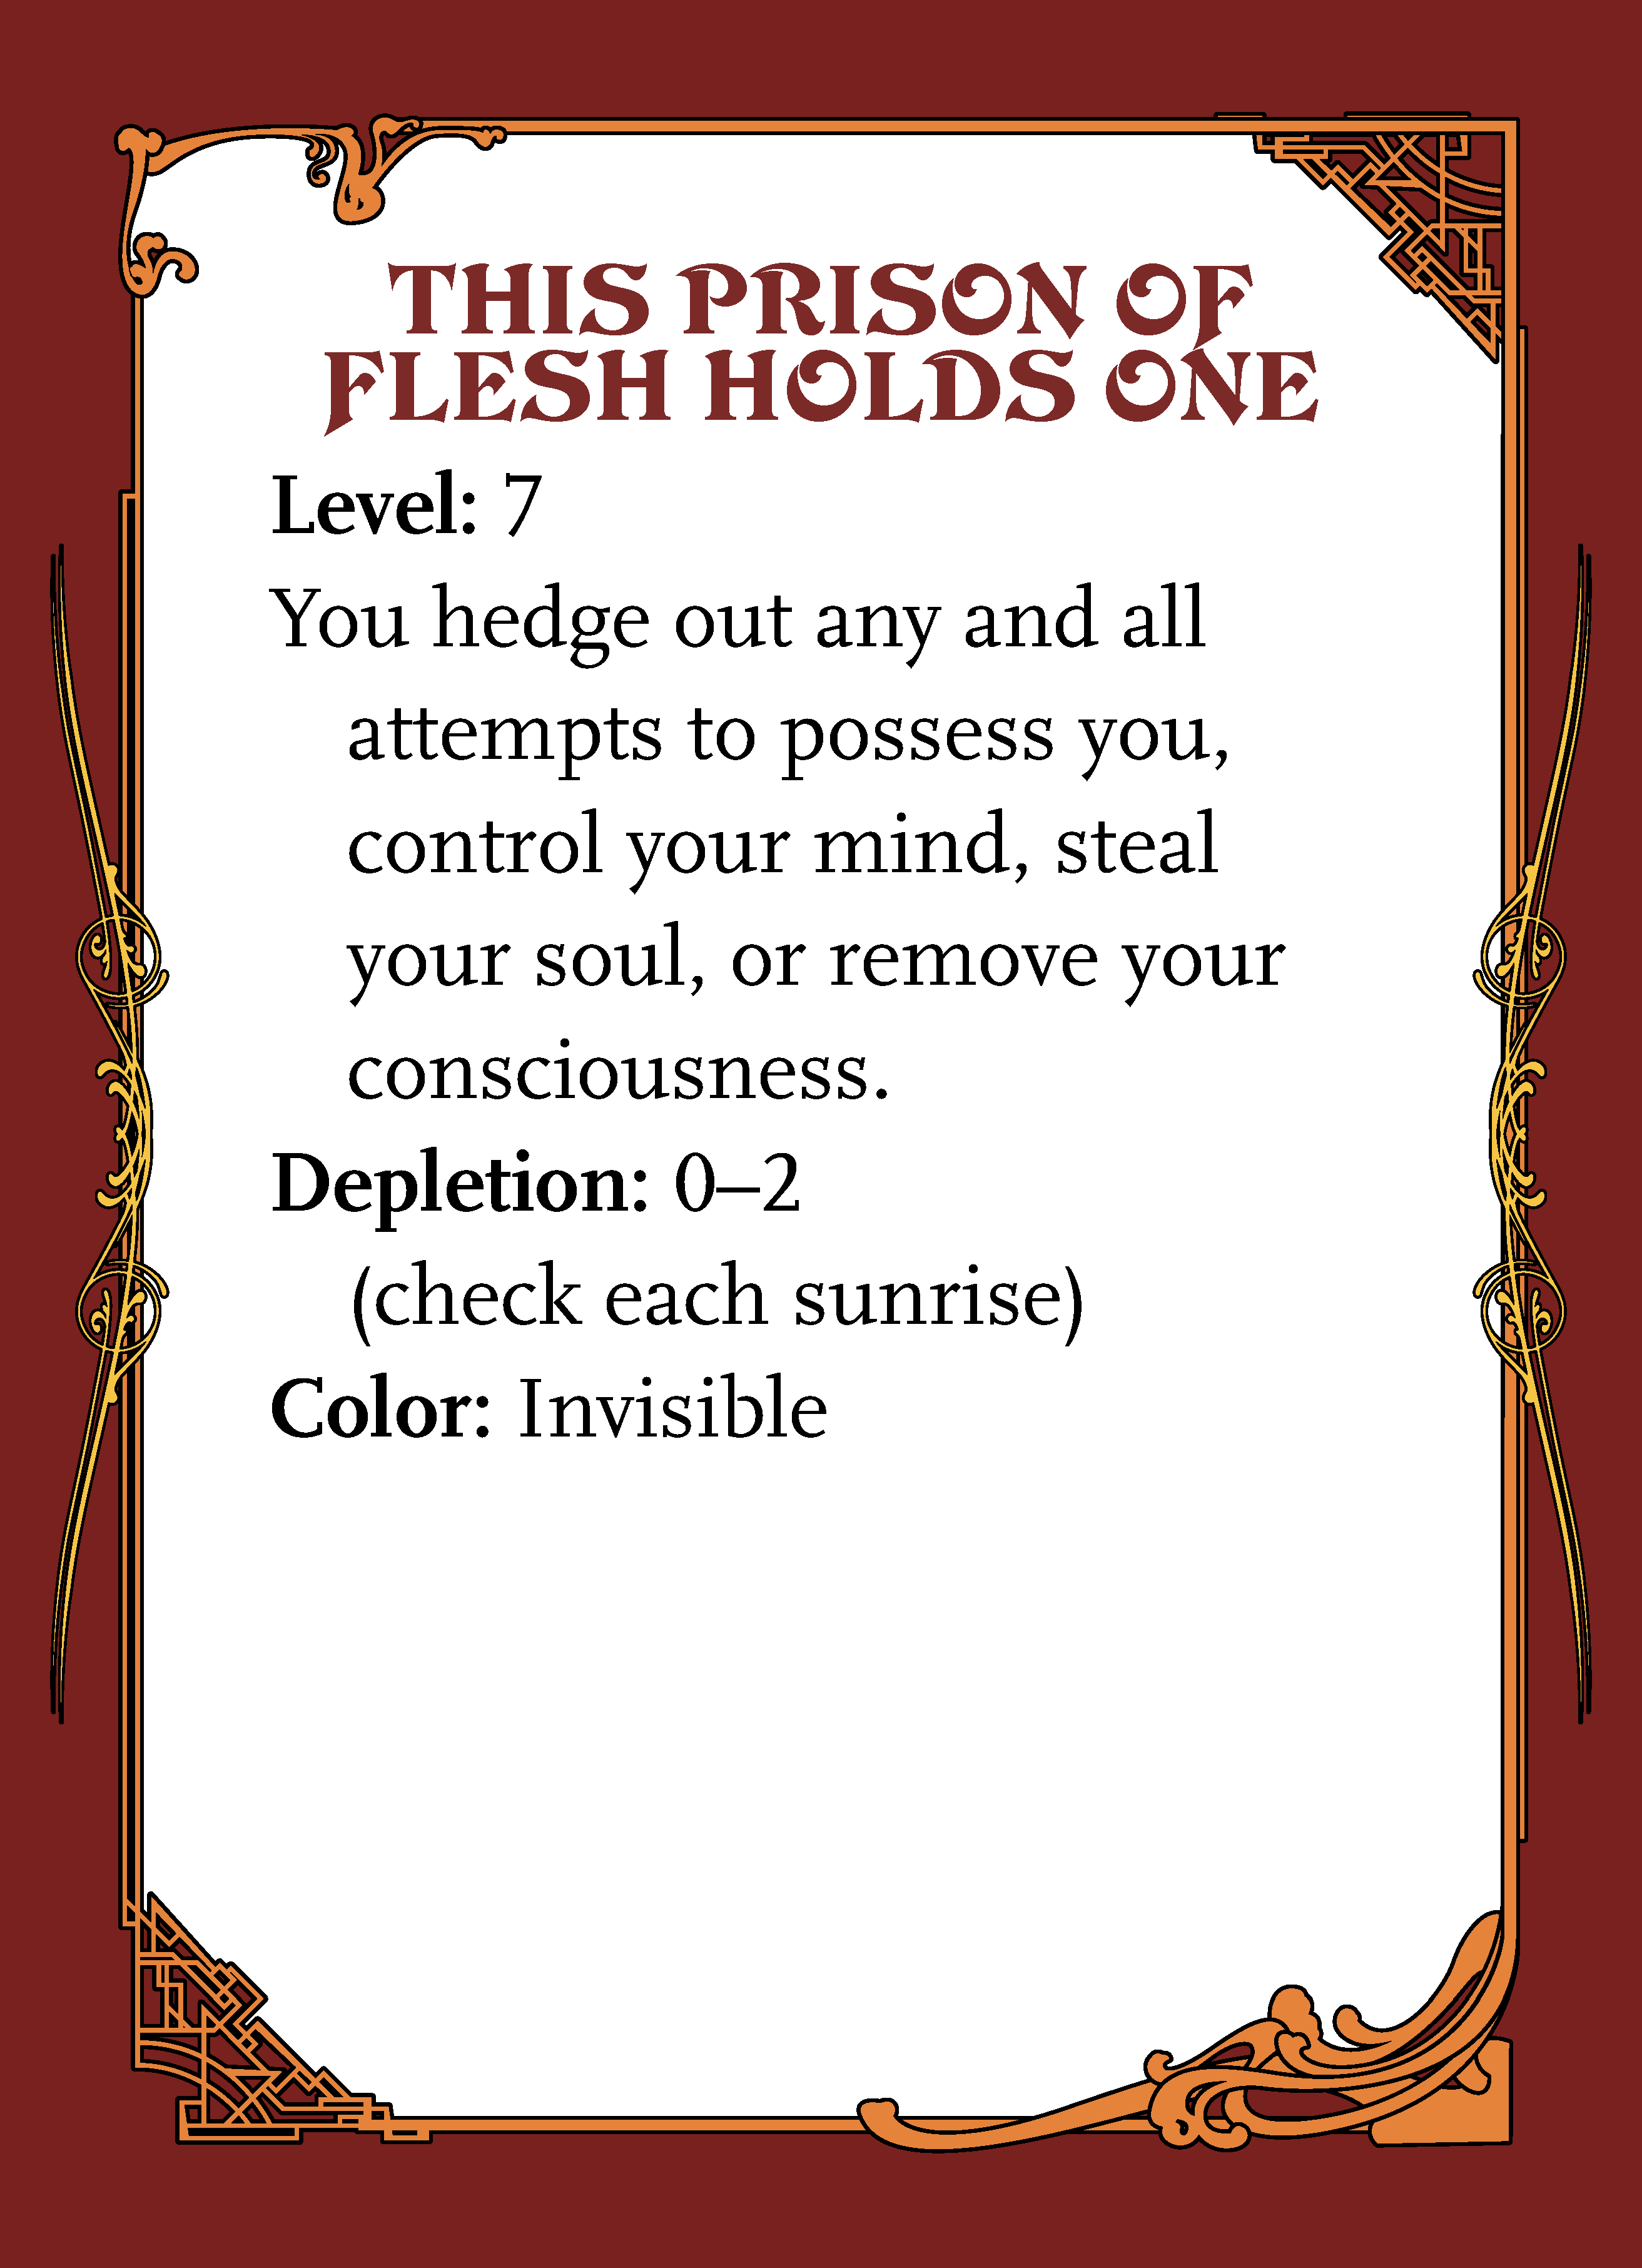 THIS PRISON OF
FLESH HOLDS ONE
Level: 7
You hedge out any and all
attempts to possess you,
control your mind, steal
your soul, or remove your
consciousness.
Depletion: 0–2
(check each sunrise)
Color: Invisible